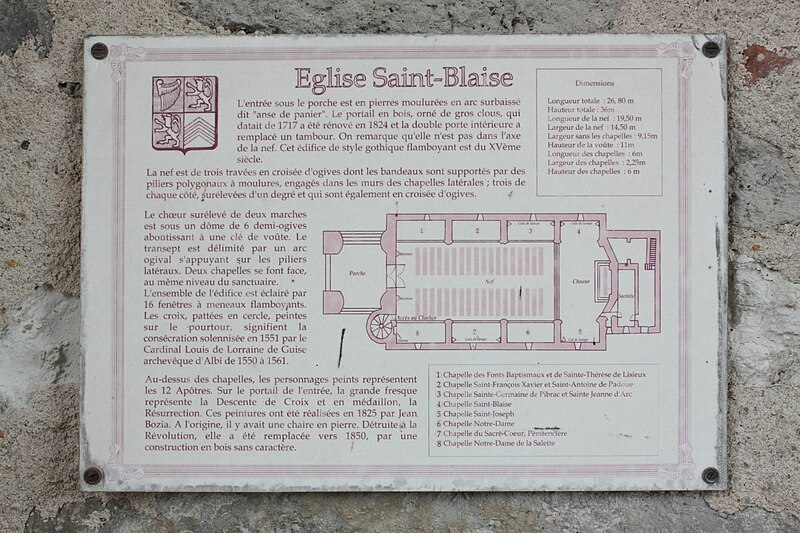 Eglise Saint-Blaise
L'entrée sous le porche est en pierres moulurées en arc surbaissé
dit "anse de panier". Le portail en bois, orné de gros clous, qui
datait de 1717 a été rénové en 1824 et la double porte intérieure a
remplacé un tambour. On remarque qu'elle n'est pas dans l'axe
de la nef. Cet édifice de style gothique flamboyant est du XVème
siècle.
La nef est de trois travées en croisée d'ogives dont les bandeaux sont supportés par des
piliers polygonaux à moulures, engagés dans les murs des chapelles latérales ; trois de
chaque côté, surélevées d'un degré et qui sont également en croisée d'ogives.
Dimensions
Longueur totale : 26, 80 m
Hauteur totale : 36m
Longueur de la nef : 19,50 m
Largeur de la nef : 14,50 m
Largeur sans les chapelles : 9,15m
Hauteur de la voûte : 11m
Longueur des chapelles : 6m
Largeur des chapelles : 2,25m
Hauteur des chapelles : 6 m
Le chœur surélevé de deux marches
est sous un dôme de 6 demi-ogives
aboutissant à une clé de voûte. Le
transept est délimité par un arc
ogival s'appuyant sur les piliers
latéraux. Deux chapelles se font face,
au même niveau du sanctuaire.
L'ensemble de l'édifice est éclairé par
16 fenêtres à meneaux flamboyants.
Les croix, pattées en cercle, peintes
sur le pourtour, signifient la
consécration solennisée en 1551 par le
Cardinal Louis de Lorraine de Guise
archevêque d'Albi de 1550 à 1561.
Au-dessus des chapelles, les personnages peints représentent
les 12 Apôtres. Sur le portail de l'entrée, la grande fresque
représente la Descente de Croix et en médaillon, la
Résurrection. Ces peintures ont été réalisées en 1825 par Jean
Bozia. A l'origine, il y avait une chaire en pierre. Détruite à la
Révolution, elle a été remplacée vers 1850, par une
construction en bois sans caractère.
1
2
3
4
Porche
Nef
Choeur
Sacristie
Accès au Clocher
8
7
6
5
1 Chapelle des Fonts Baptismaux et de Sainte-Thérèse de Lisieux
2 Chapelle Saint-François Xavier et Saint-Antoine de Padoue
3 Chapelle Sainte-Germaine de Pibrac et Sainte Jeanne d'Arc
4 Chapelle Saint-Blaise
5 Chapelle Saint-Joseph
6 Chapelle Notre-Dame
7 Chapelle du Sacré-Coeur, Pénitencière
8 Chapelle Notre-Dame de la Salette